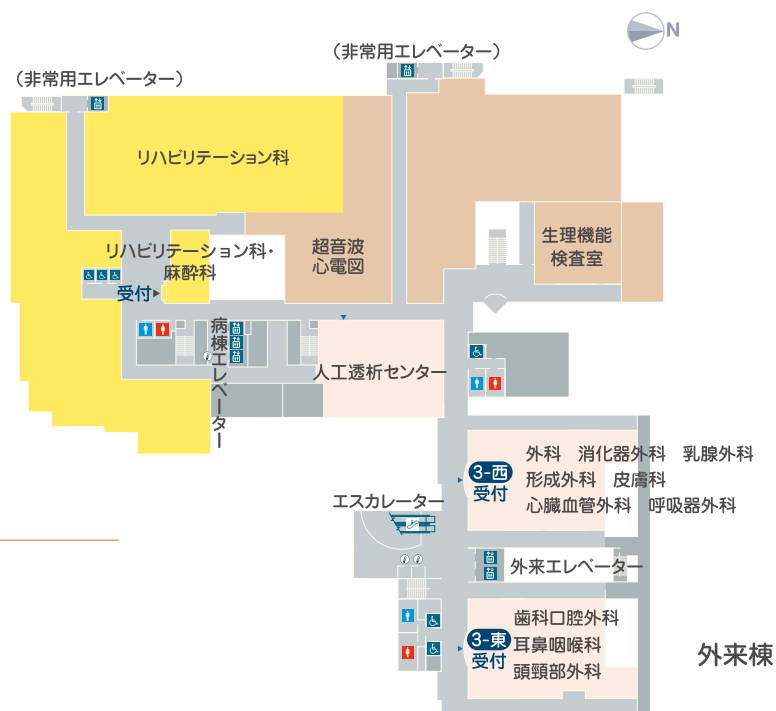 N
（非常用エレベーター）
（非常用エレベーター）
リハビリテーション科
リハビリテーション科・
麻酔科
受付
超音波
心電図
生理機能
検査室
病棟エレベーター
人工透析センター
3-西
受付
外科　消化器外科　乳腺外科
形成外科　皮膚科
心臓血管外科　呼吸器外科
エスカレーター
外来エレベーター
3-東
受付
歯科口腔外科
耳鼻咽喉科
頭頸部外科
外来棟